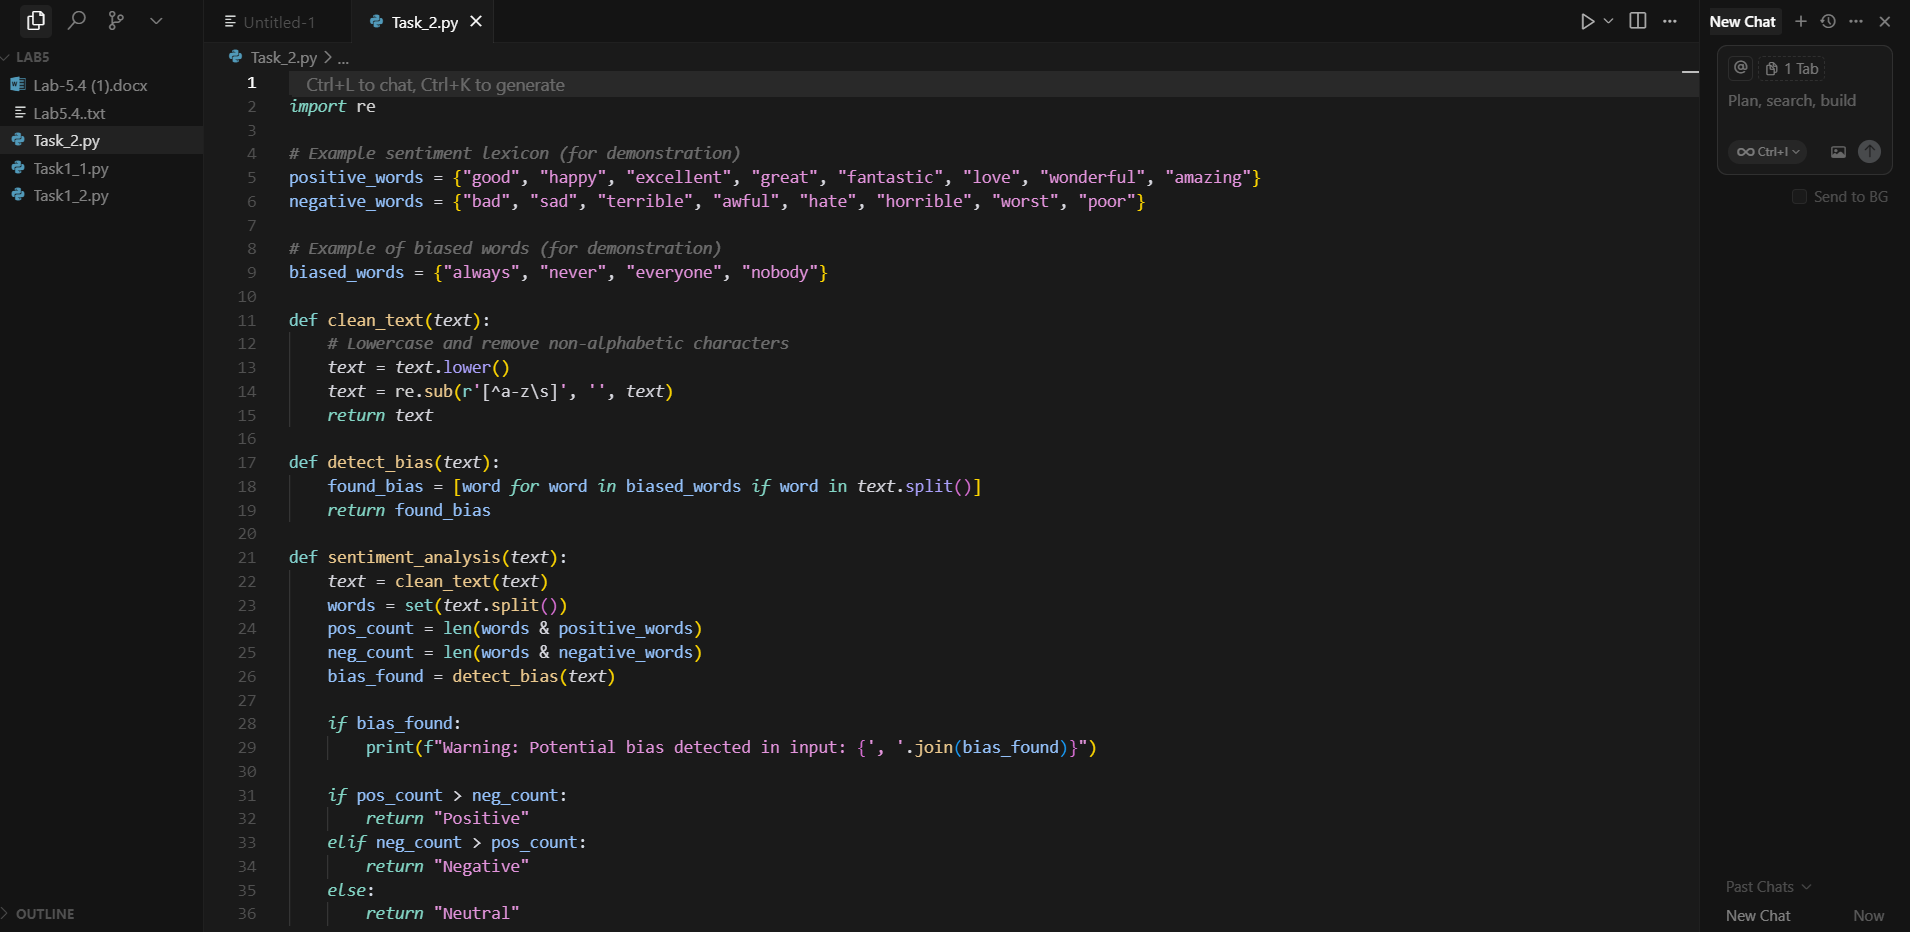 Untitled-1
Task_2.py
New Chat
LAB5
Lab-5.4 (1).docx
Lab5.4..txt
Task_2.py
Task1_1.py
Task1_2.py
OUTLINE
Task_2.py > ...
1 Ctrl+L to chat, Ctrl+K to generate
2 import re
3
4 # Example sentiment lexicon (for demonstration)
5 positive_words = {"good", "happy", "excellent", "great", "fantastic", "love", "wonderful", "amazing"}
6 negative_words = {"bad", "sad", "terrible", "awful", "hate", "horrible", "worst", "poor"}
7
8 # Example of biased words (for demonstration)
9 biased_words = {"always", "never", "everyone", "nobody"}
10
11 def clean_text(text):
12     # Lowercase and remove non-alphabetic characters
13     text = text.lower()
14     text = re.sub(r'[^a-z\s]', '', text)
15     return text
16
17 def detect_bias(text):
18     found_bias = [word for word in biased_words if word in text.split()]
19     return found_bias
20
21 def sentiment_analysis(text):
22     text = clean_text(text)
23     words = set(text.split())
24     pos_count = len(words & positive_words)
25     neg_count = len(words & negative_words)
26     bias_found = detect_bias(text)
27
28     if bias_found:
29         print(f"Warning: Potential bias detected in input: {', '.join(bias_found)}")
30
31     if pos_count > neg_count:
32         return "Positive"
33     elif neg_count > pos_count:
34         return "Negative"
35     else:
36         return "Neutral"
@ 1 Tab
Plan, search, build
∞ Ctrl+I
Send to BG
Past Chats
New Chat Now